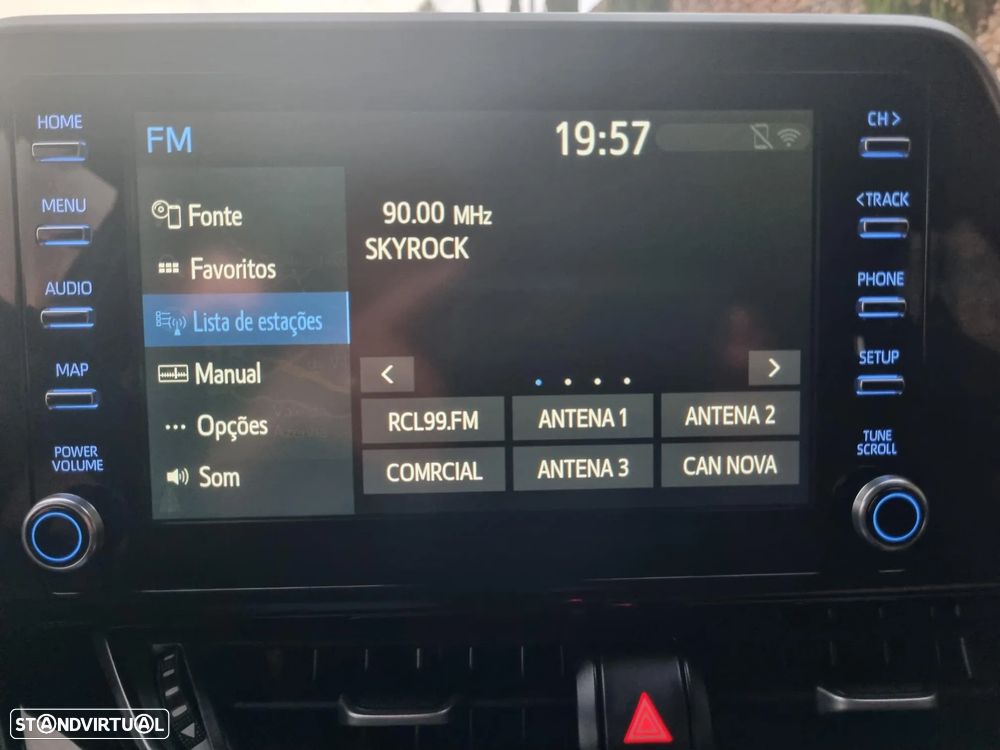 HOME
MENU
AUDIO
MAP
POWER
VOLUME
FM
19:57
Fonte
Favoritos
Lista de estações
Manual
Opções
Som
90.00 MHz
SKYROCK
<
>
RCL99.FM
ANTENA 1
ANTENA 2
COMRCIAL
ANTENA 3
CAN NOVA
CH>
<TRACK
PHONE
SETUP
TUNE
SCROLL
STANDVIRTUAL